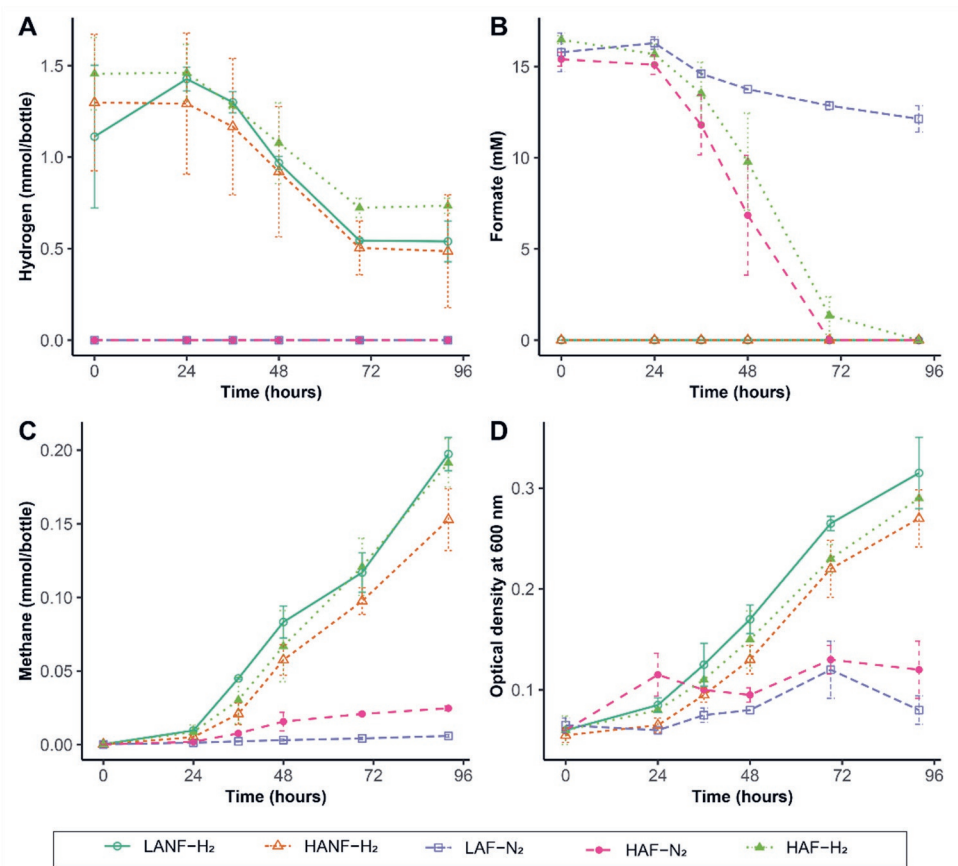 A
Hydrogen (mmol/bottle)
1.5
1.0
0.5
0.0
0 24 48 72 96
Time (hours)
B
Formate (mM)
15
10
5
0
0 24 48 72 96
Time (hours)
C
Methane (mmol/bottle)
0.20
0.15
0.10
0.05
0.00
0 24 48 72 96
Time (hours)
D
Optical density at 600 nm
0.3
0.2
0.1
0 24 48 72 96
Time (hours)
LANF−H₂ HANF−H₂ LAF−N₂ HAF−N₂ HAF−H₂